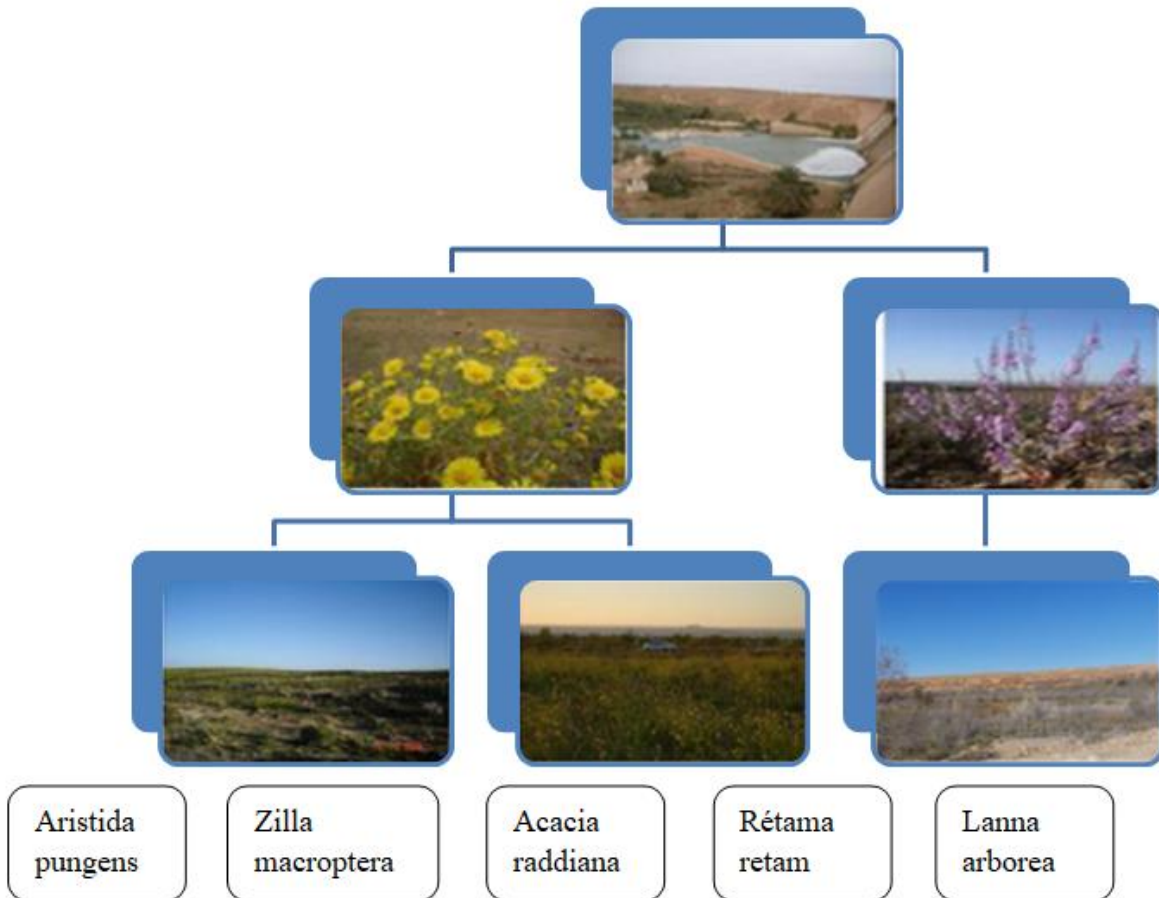 Aristida
pungens
Zilla
macroptera
Acacia
raddiana
Rétama
retam
Lanna
arborea